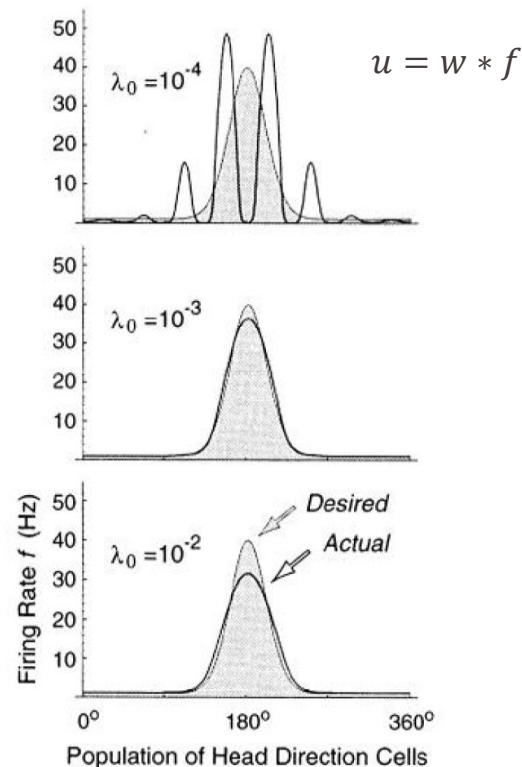 u = w * f
50
40
30
20
10
λ₀ = 10⁻⁴
50
40
30
20
10
λ₀ = 10⁻³
50
40
30
20
10
λ₀ = 10⁻²
Desired
Actual
Firing Rate f (Hz)
0° 180° 360°
Population of Head Direction Cells